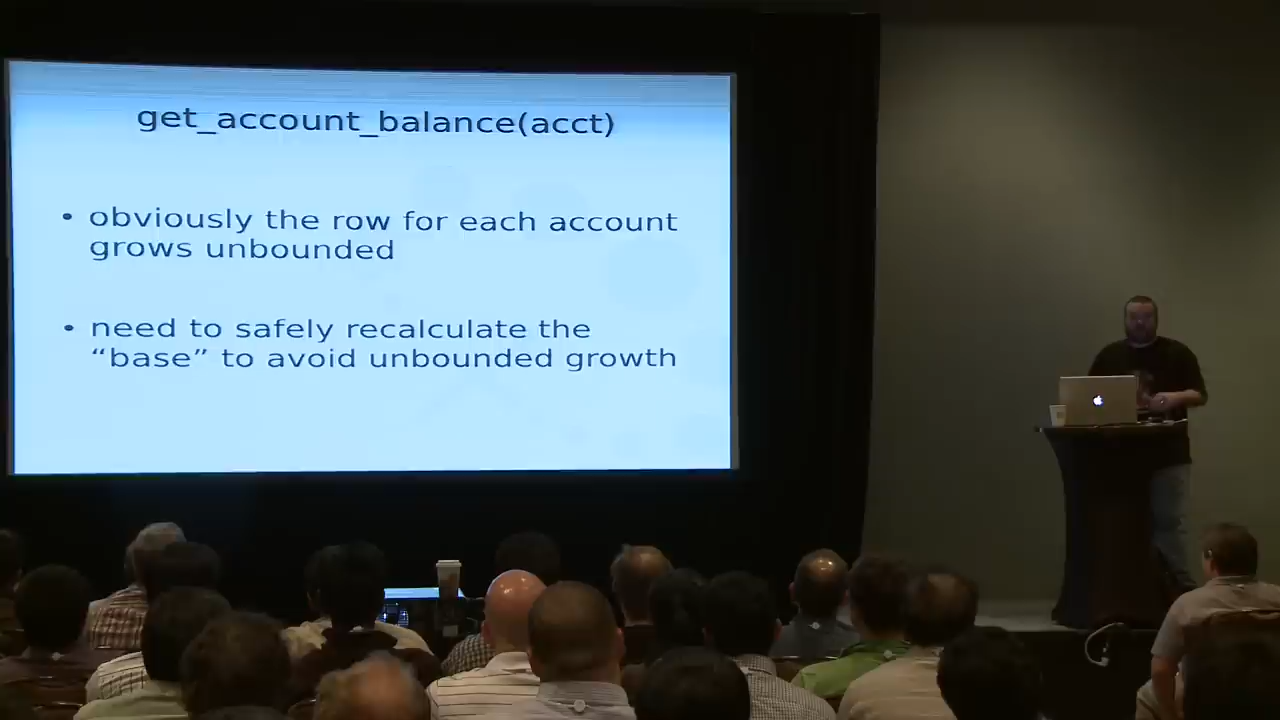 get_account_balance(acct)
• obviously the row for each account
grows unbounded
• need to safely recalculate the
“base” to avoid unbounded growth